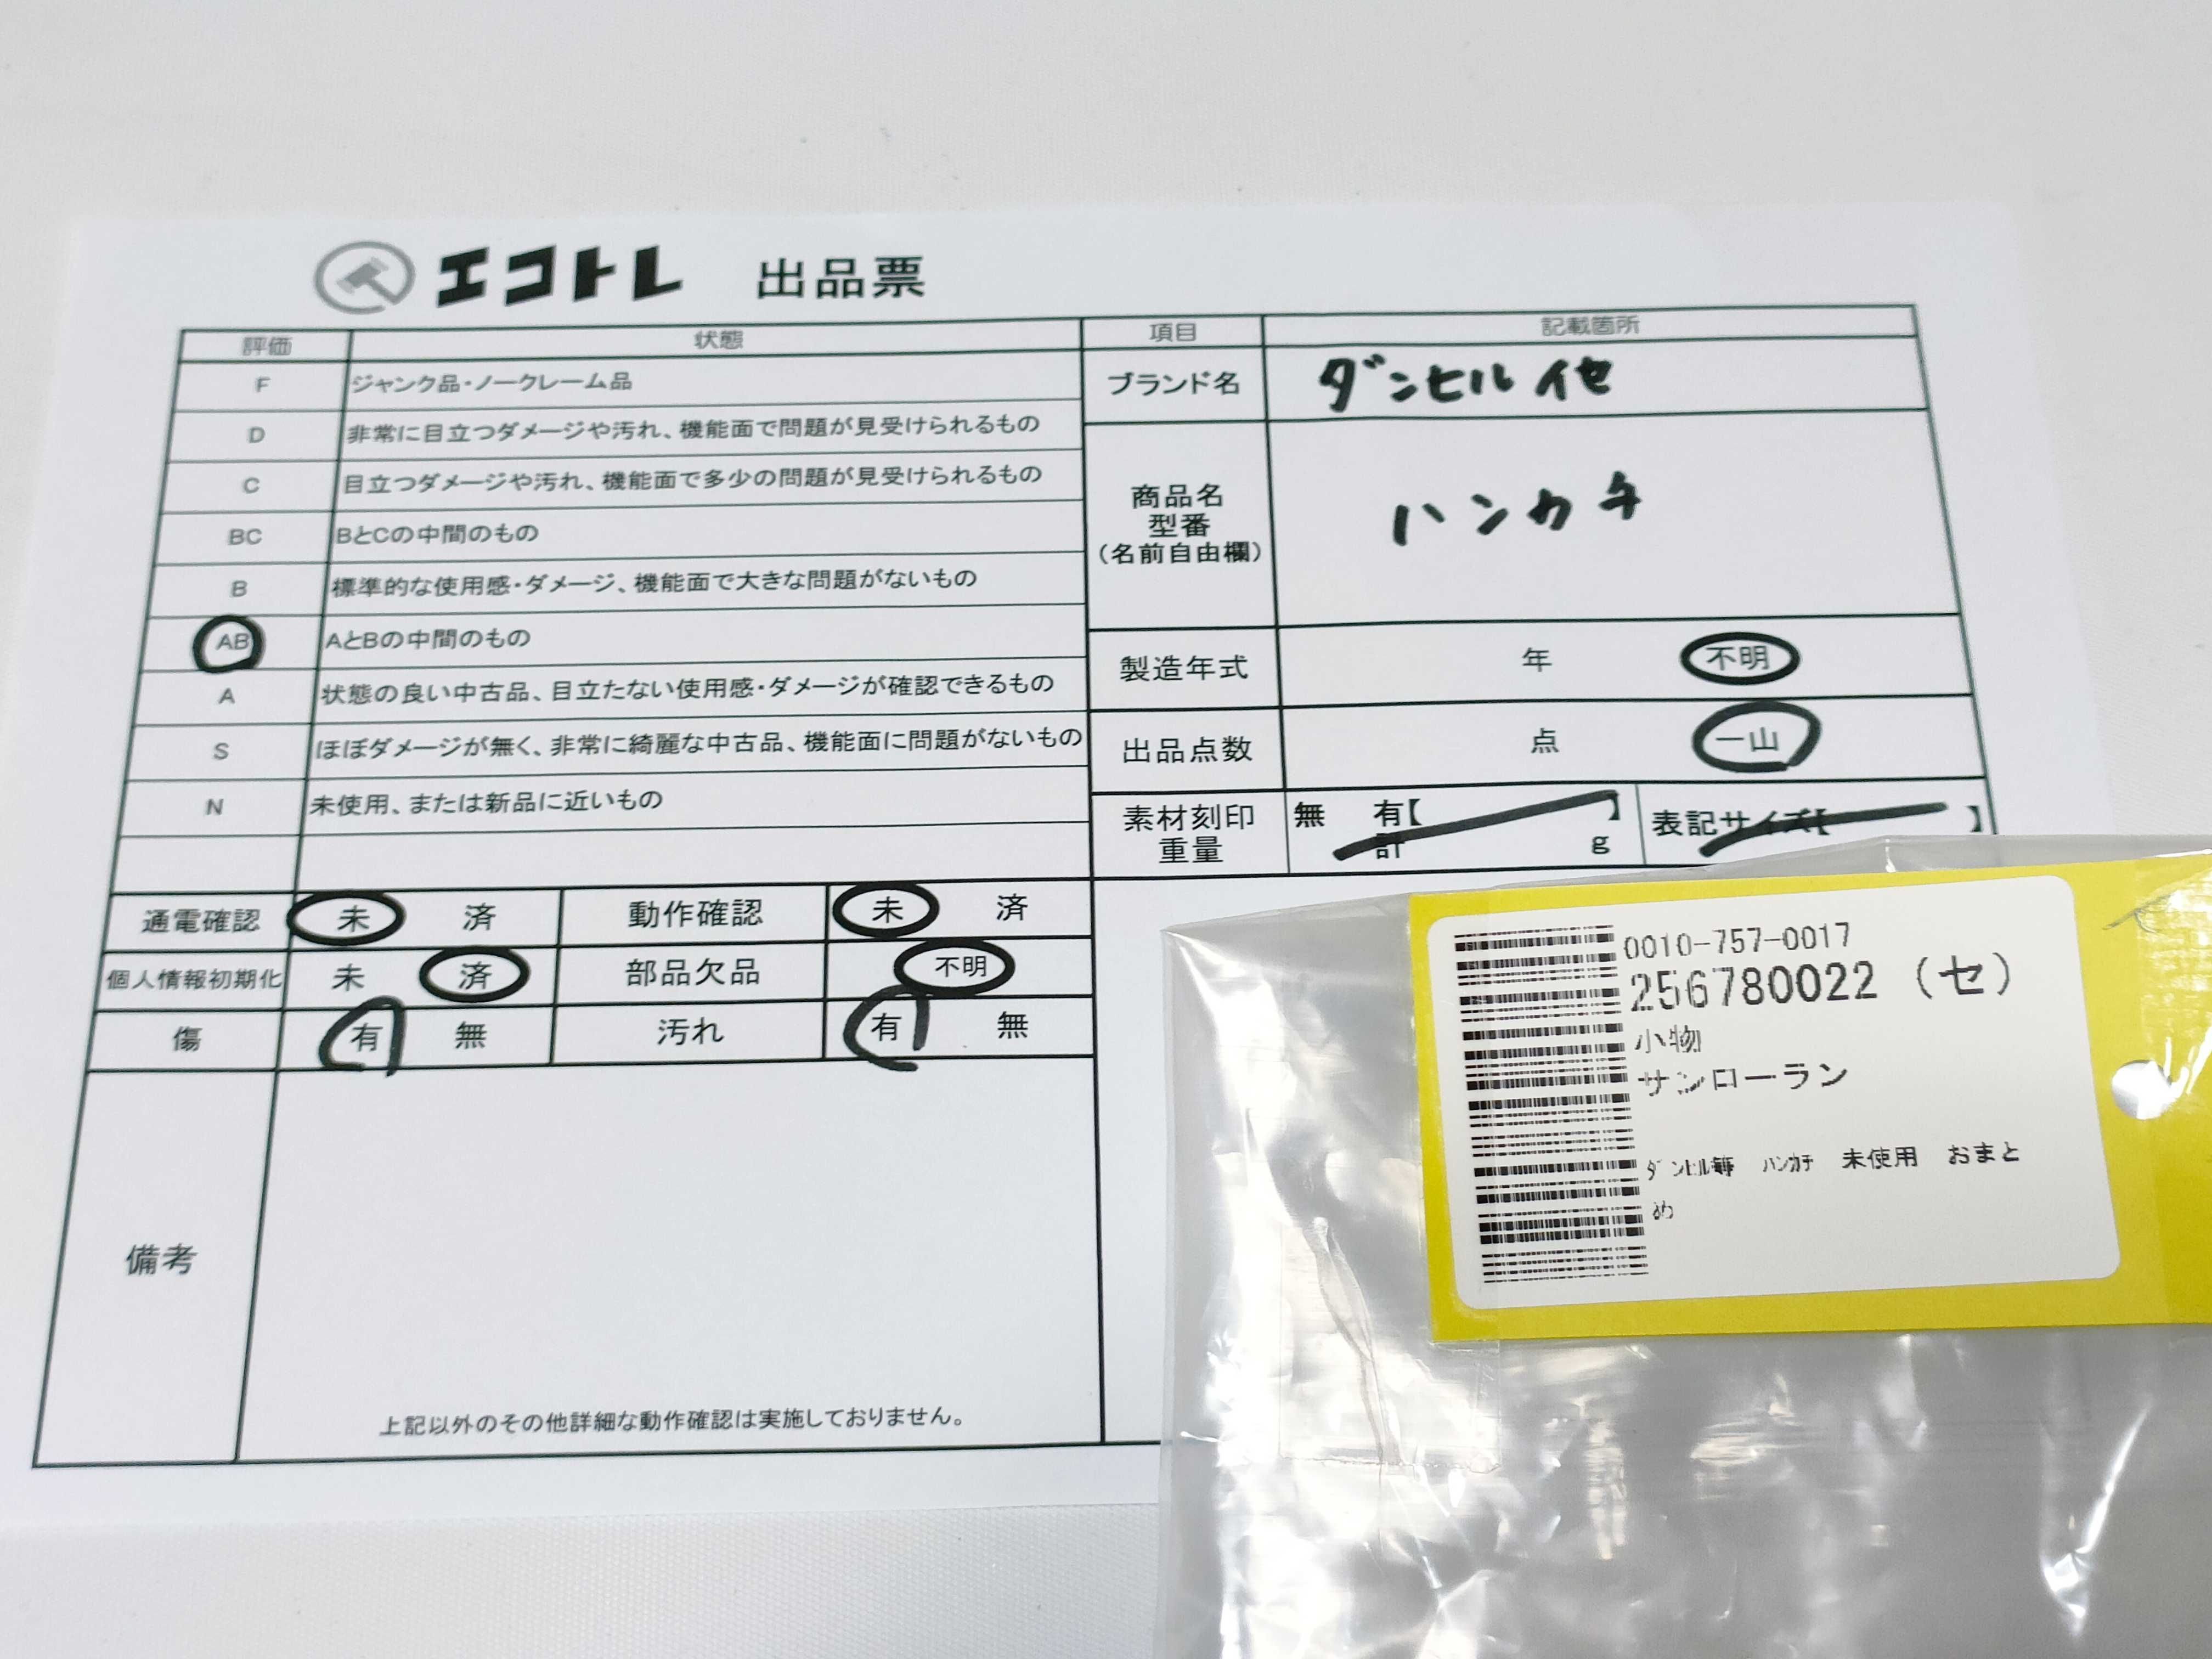 エコトレ 出品票
評価 状態 項目 記載箇所
F ジャンク品・ノークレーム品
D 非常に目立つダメージや汚れ、機能面で問題が見受けられるもの
C 目立つダメージや汚れ、機能面で多少の問題が見受けられるもの
BC BとCの中間のもの
B 標準的な使用感・ダメージ、機能面で大きな問題がないもの
AB AとBの中間のもの
A 状態の良い中古品、目立たない使用感・ダメージが確認できるもの
S ほぼダメージが無く、非常に綺麗な中古品、機能面に問題がないもの
N 未使用、または新品に近いもの
ブランド名 ダンヒル イセ
商品名
型番
(名前自由欄)
ハンカチ
製造年式 年 不明
出品点数 点 一山
素材刻印
重量
無 有【 】
計 g
表記サイズ【 】
通電確認 未 済 動作確認 未 済
個人情報初期化 未 済 部品欠品 不明
傷 有 無 汚れ 有 無
備考
上記以外のその他詳細な動作確認は実施しておりません。
0010-757-0017
256780022 (セ)
小物
サンローラン
ダンヒル等 ハンカチ 未使用 おまと
め